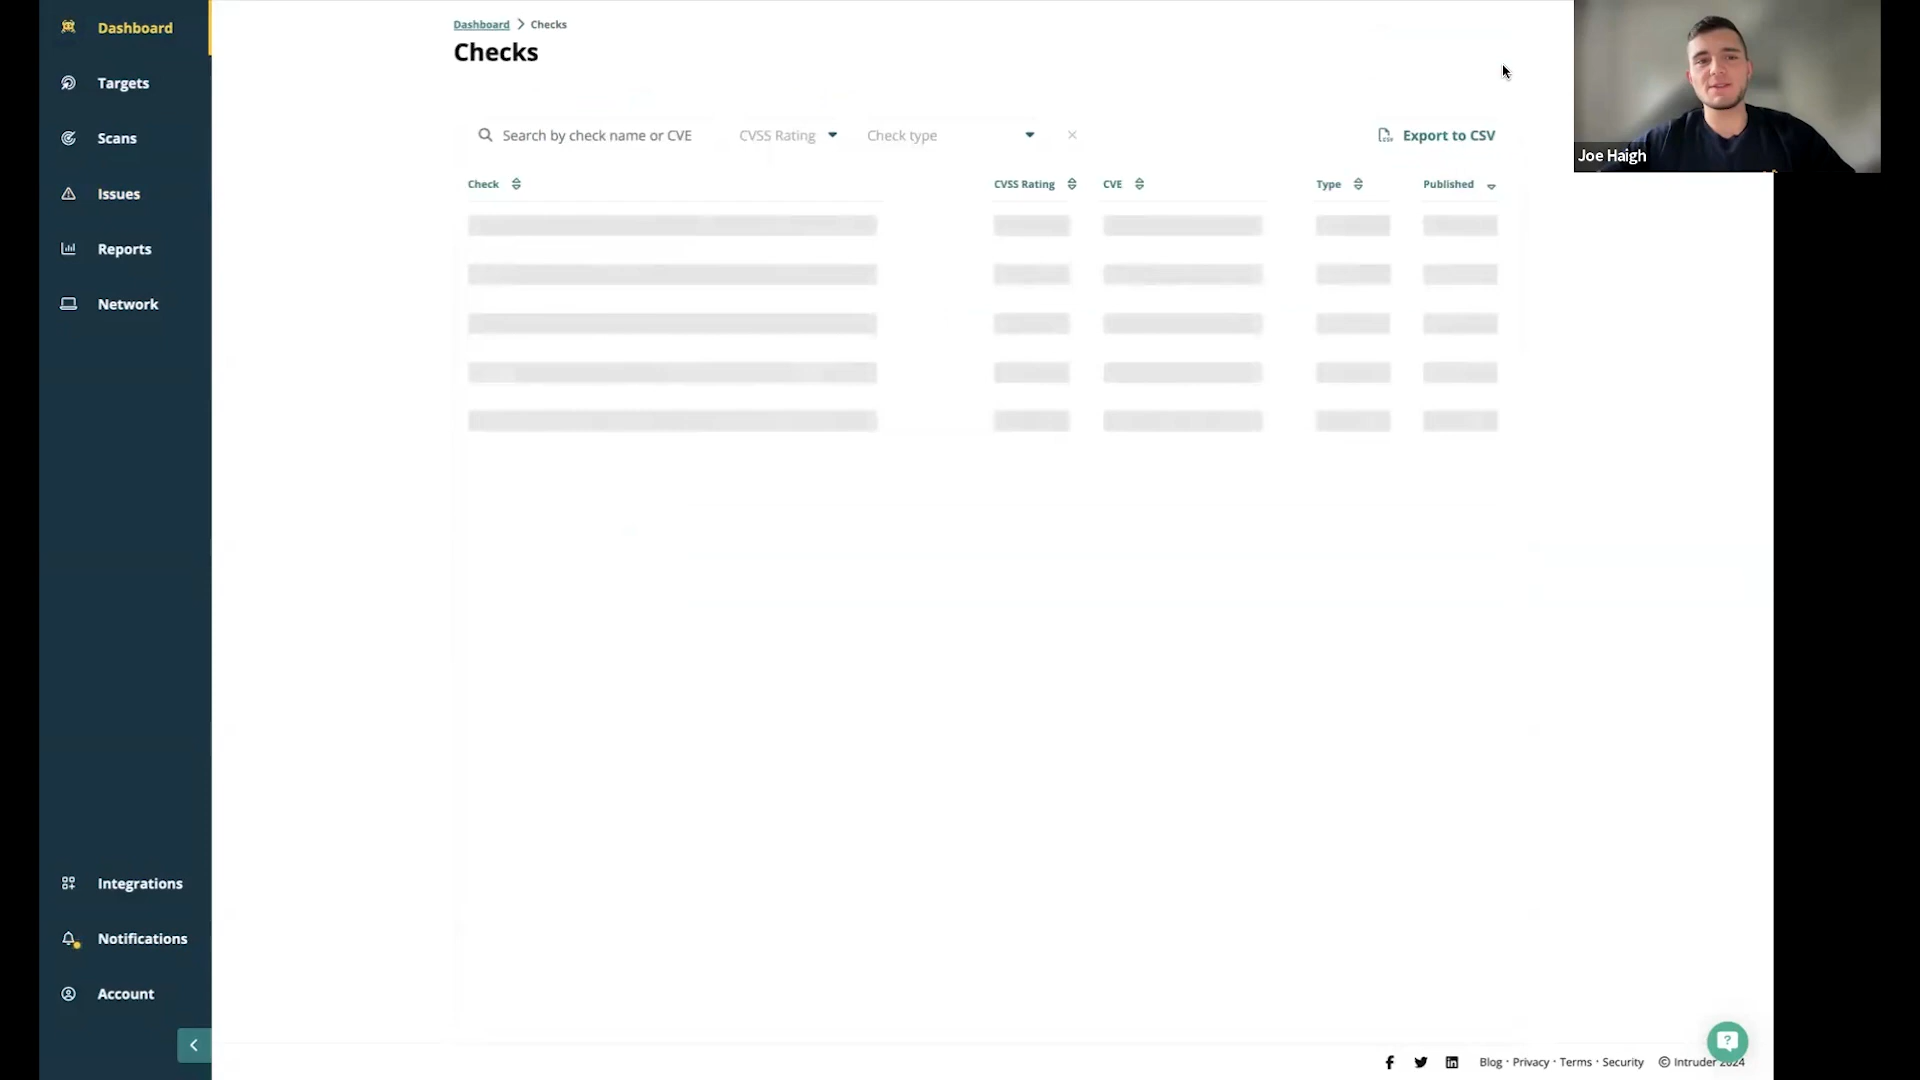 Dashboard
Targets
Scans
Issues
Reports
Network
Integrations
Notifications
Account
Dashboard > Checks
Checks
Search by check name or CVE
CVSS Rating
Check type
Export to CSV
Check
CVSS Rating
CVE
Type
Published
Joe Haigh
Blog · Privacy · Terms · Security
© Intruder 2024